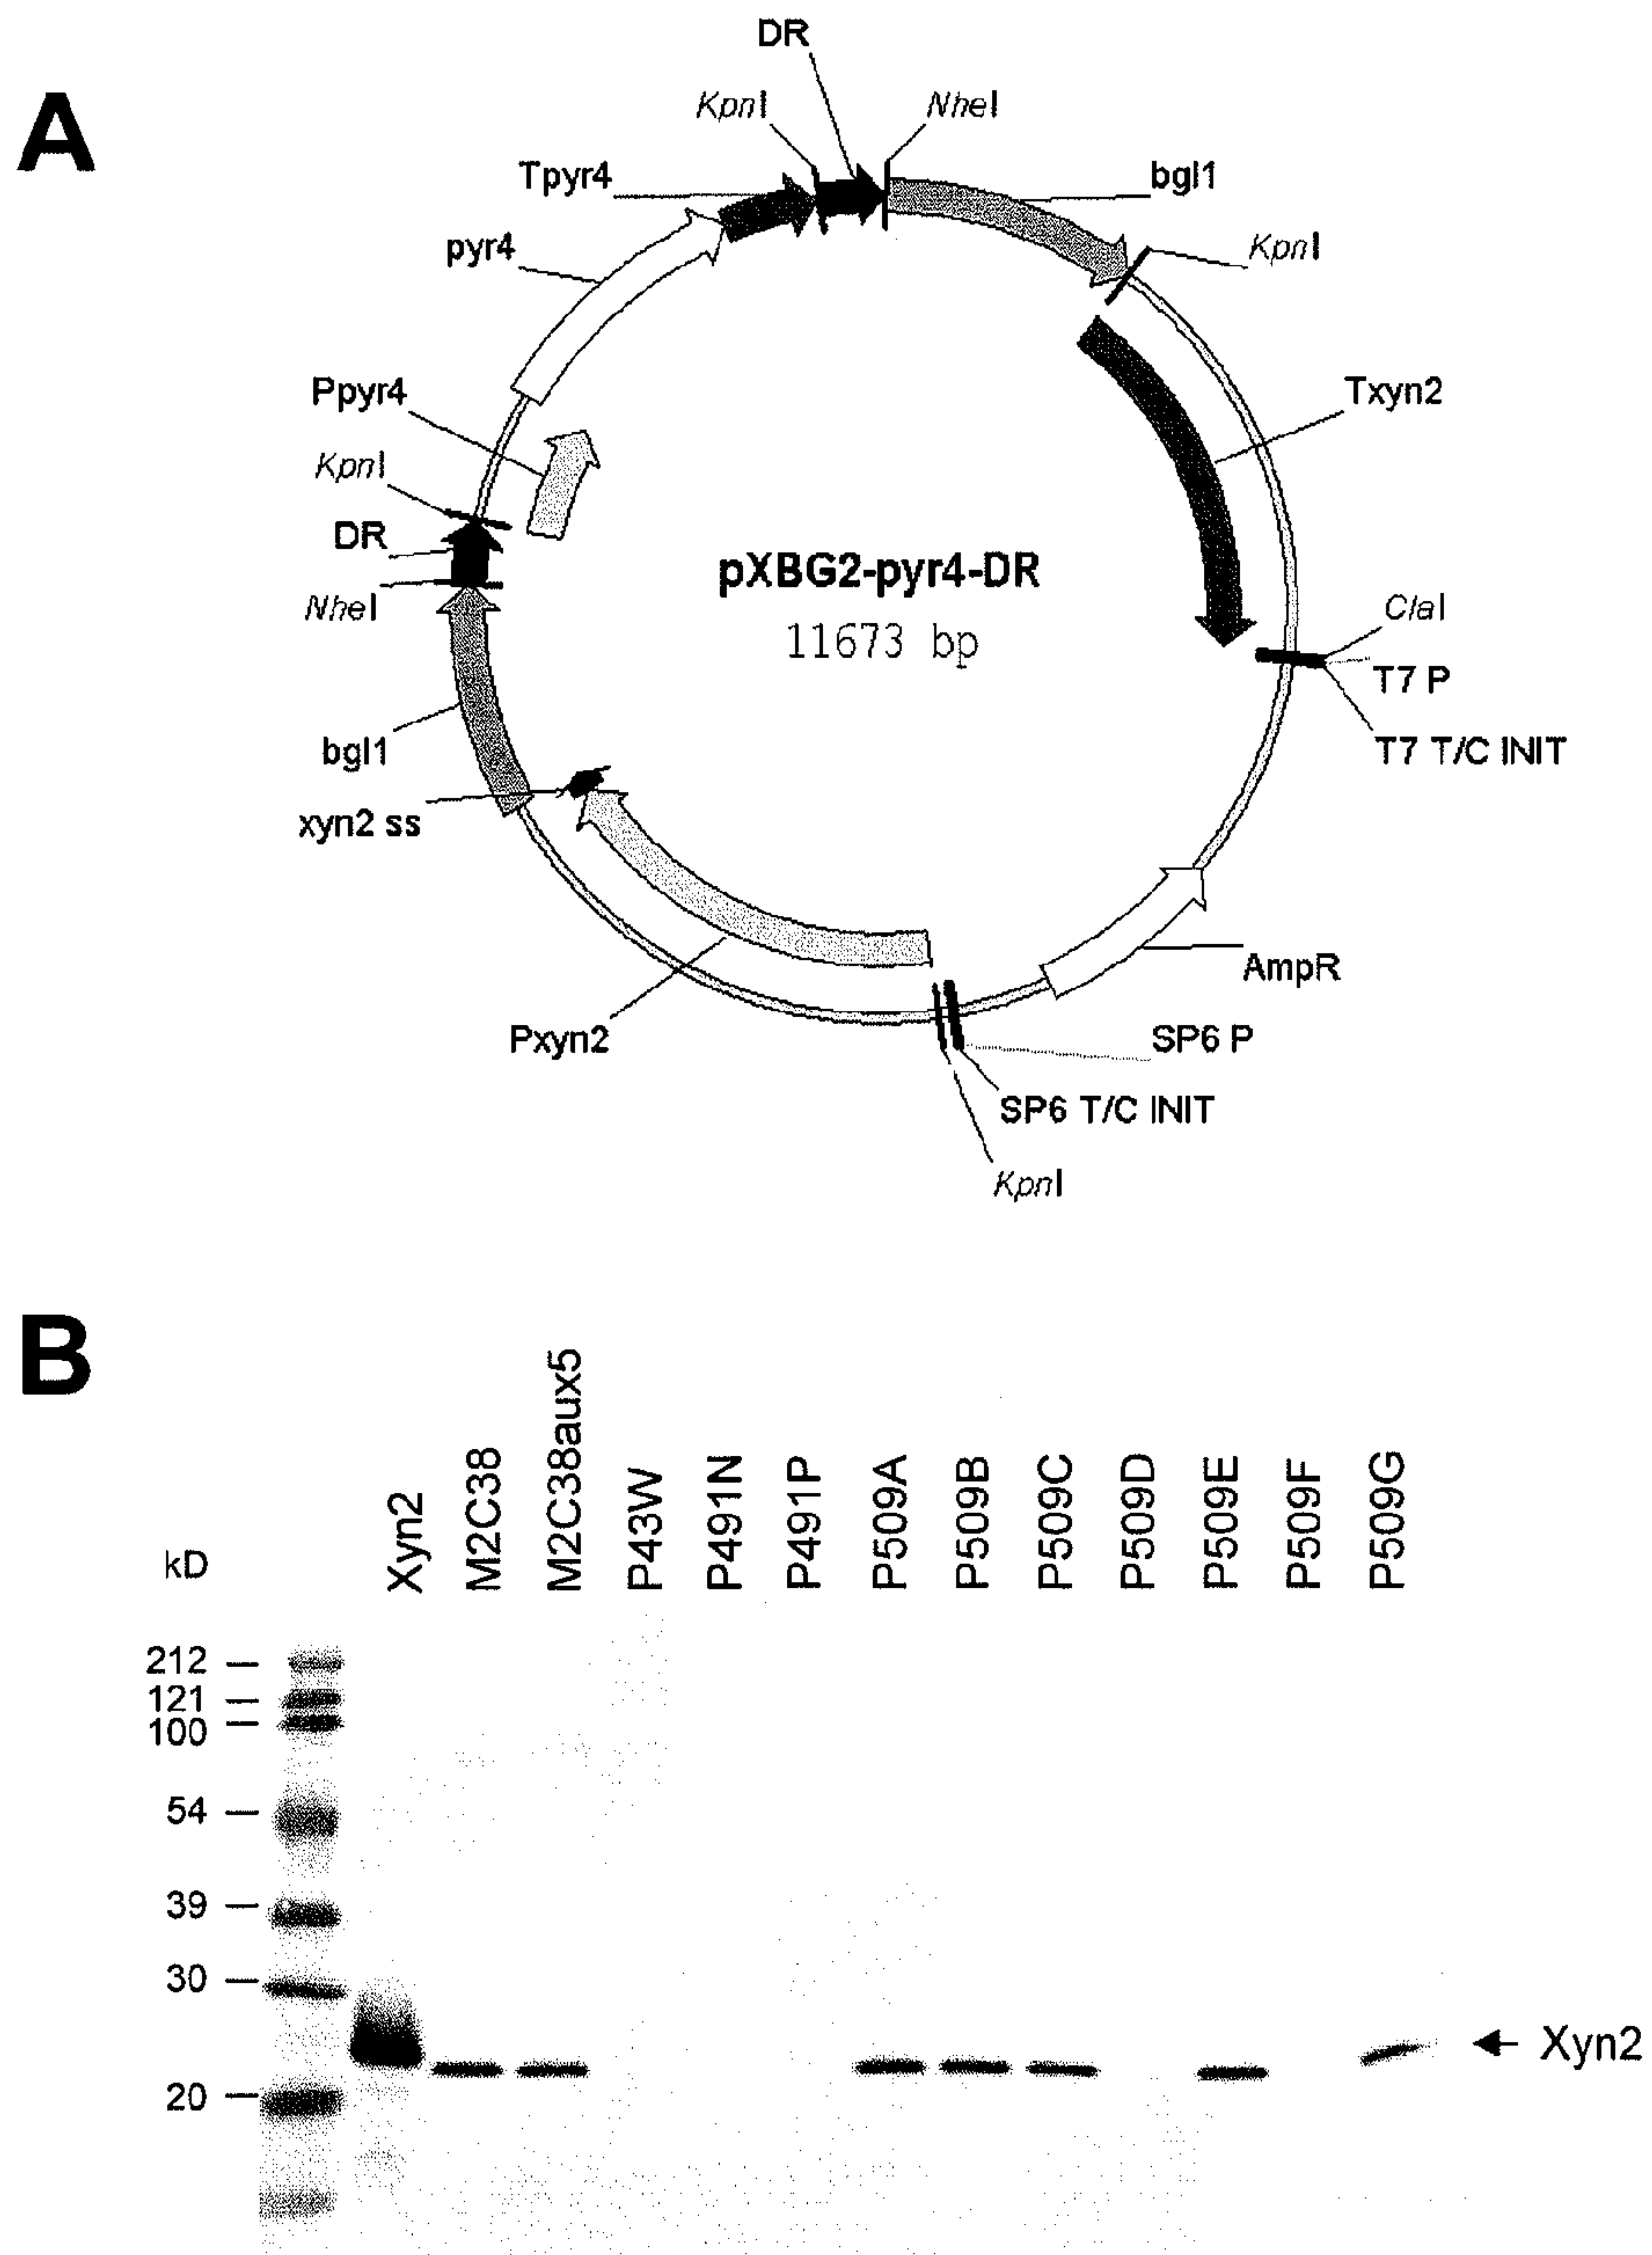 A
DR
KpnI
NheI
Tpyr4
bgl1
pyr4
KpnI
Ppyr4
Txyn2
KpnI
DR
pXBG2-pyr4-DR
NheI
11673 bp
ClaI
T7 P
bgl1
T7 T/C INIT
xyn2 ss
AmpR
Pxyn2
SP6 P
SP6 T/C INIT
KpnI
B
kD
Xyn2
M2C38
M2C38aux5
P43W
P491N
P491P
P509A
P509B
P509C
P509D
P509E
P509F
P509G
212
121
100
54
39
30
20
Xyn2